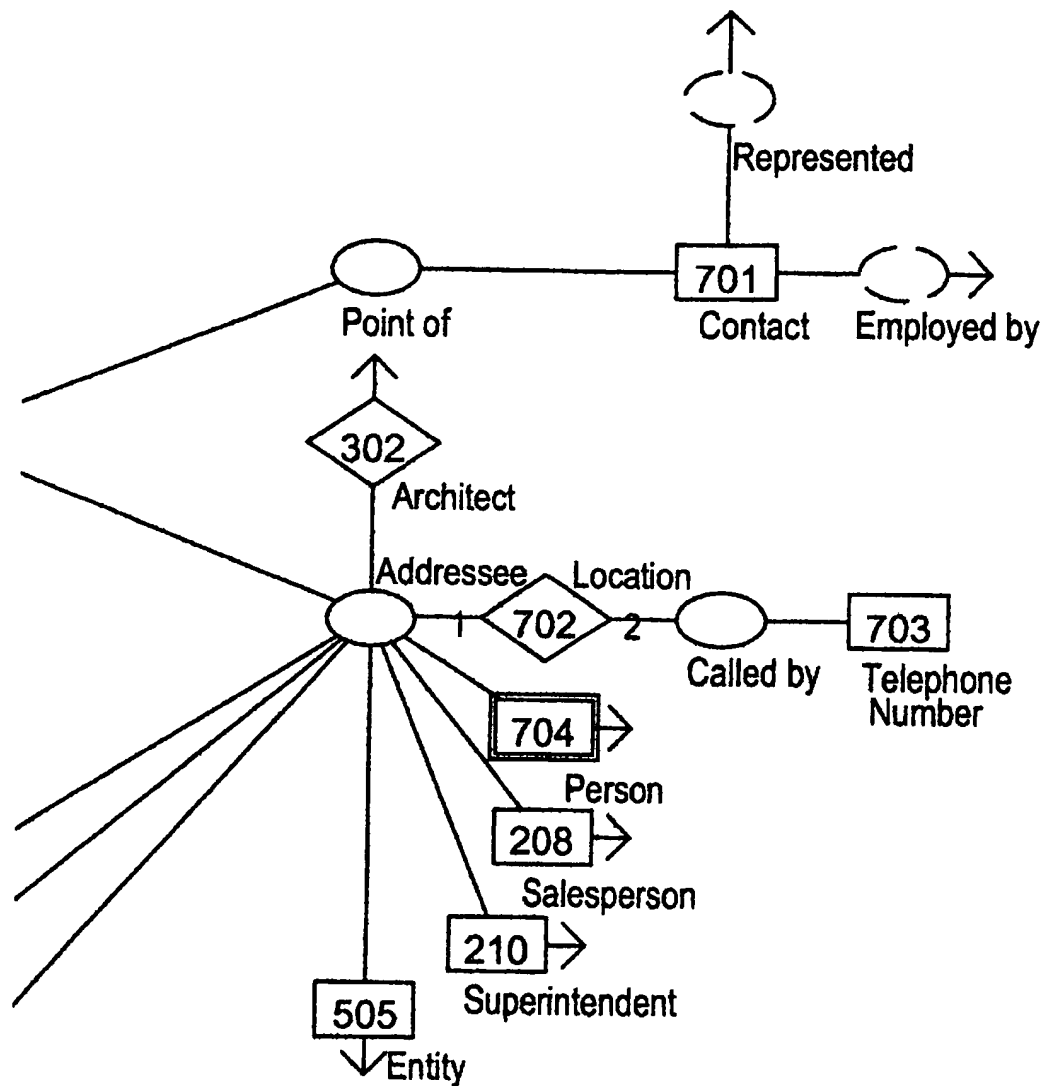 Represented
701
Point of
Contact
Employed by
302
Architect
Addressee
Location
1
702
2
703
Called by
Telephone
Number
704
Person
208
Salesperson
210
Superintendent
505
Entity